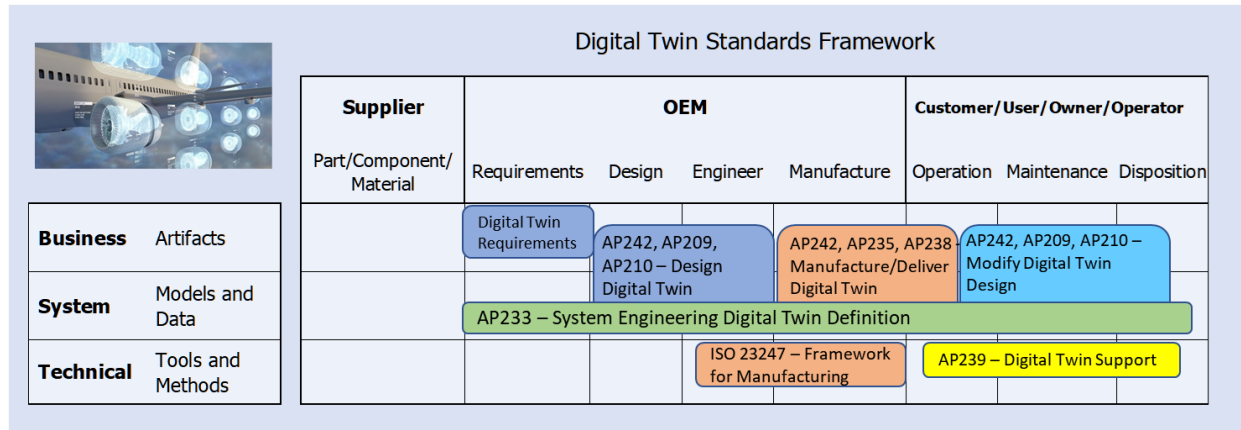 Digital Twin Standards Framework
Supplier
OEM
Customer/User/Owner/Operator
Part/Component/
Material
Requirements
Design
Engineer
Manufacture
Operation
Maintenance
Disposition
Business
Artifacts
Digital Twin
Requirements
AP242, AP209,
AP210 – Design
Digital Twin
AP242, AP235, AP238 -
Manufacture/Deliver
Digital Twin
AP242, AP209, AP210 –
Modify Digital Twin
Design
System
Models and
Data
AP233 – System Engineering Digital Twin Definition
Technical
Tools and
Methods
ISO 23247 – Framework
for Manufacturing
AP239 – Digital Twin Support